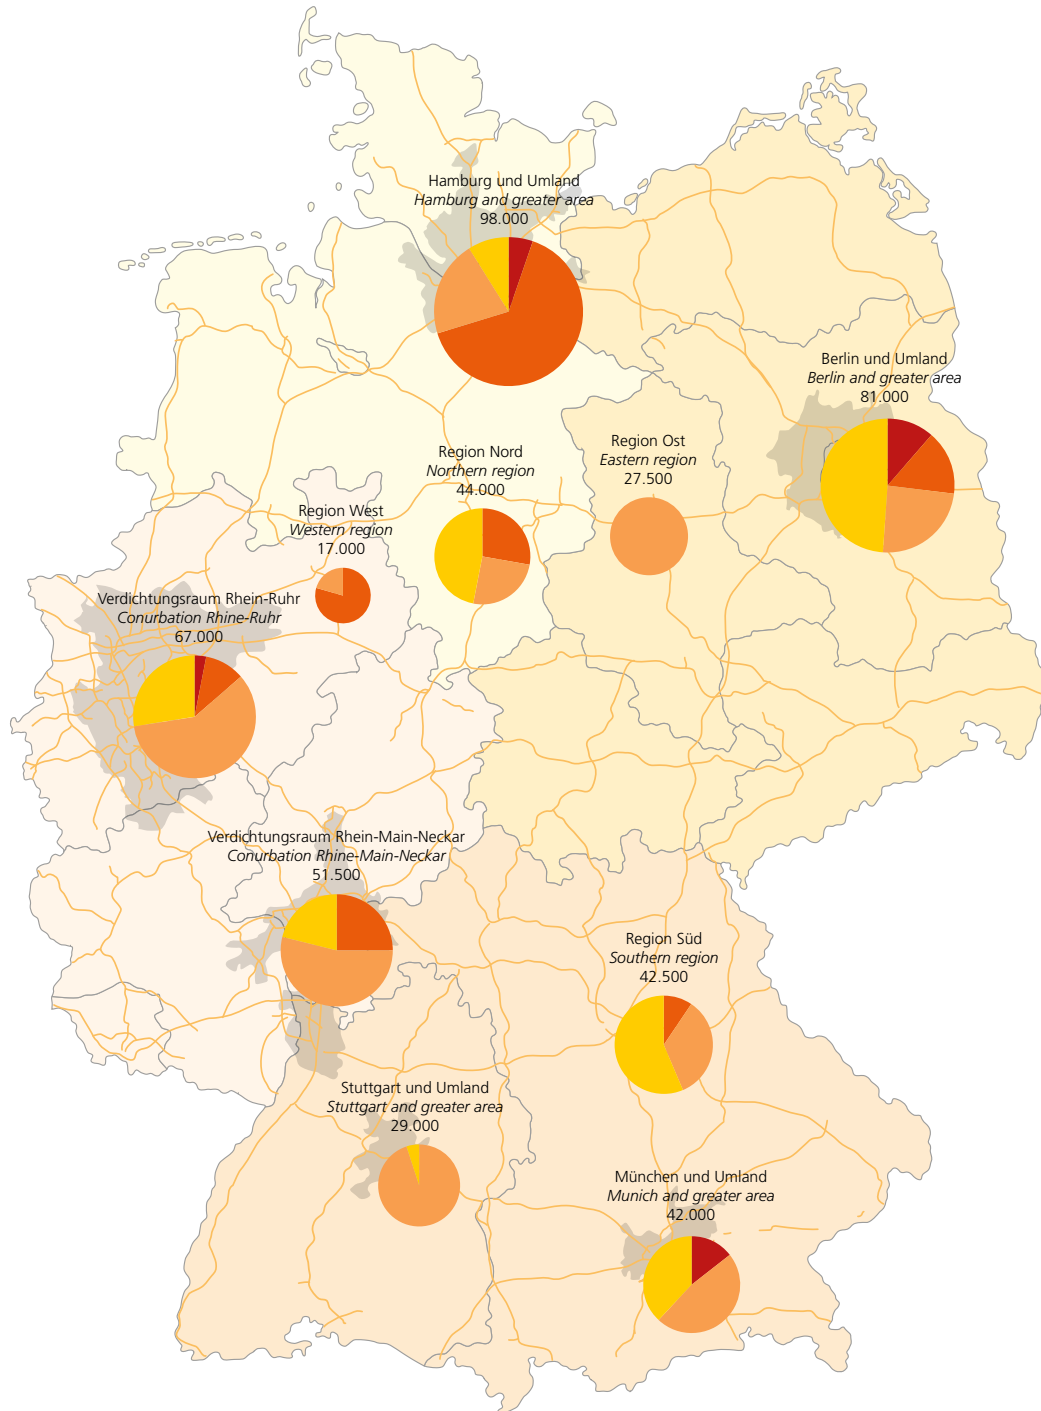 Hamburg und Umland
Hamburg and greater area
98.000
Berlin und Umland
Berlin and greater area
81.000
Region Ost
Eastern region
27.500
Region Nord
Northern region
44.000
Region West
Western region
17.000
Verdichtungsraum Rhein-Ruhr
Conurbation Rhine-Ruhr
67.000
Verdichtungsraum Rhein-Main-Neckar
Conurbation Rhine-Main-Neckar
51.500
Region Süd
Southern region
42.500
Stuttgart und Umland
Stuttgart and greater area
29.000
München und Umland
Munich and greater area
42.000